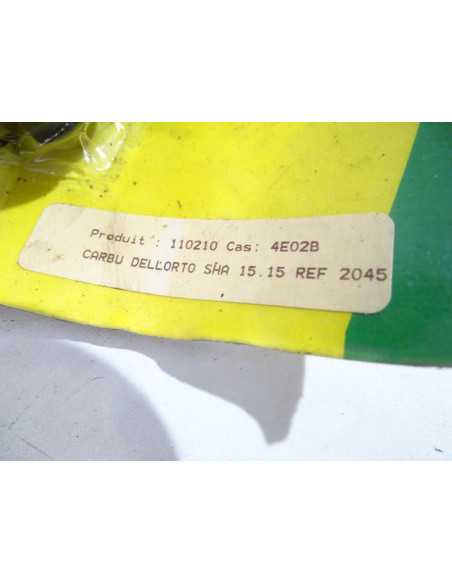 Produit : 110210 Cas: 4E02B
CARBU DELL'ORTO SHA 15.15 REF 2045